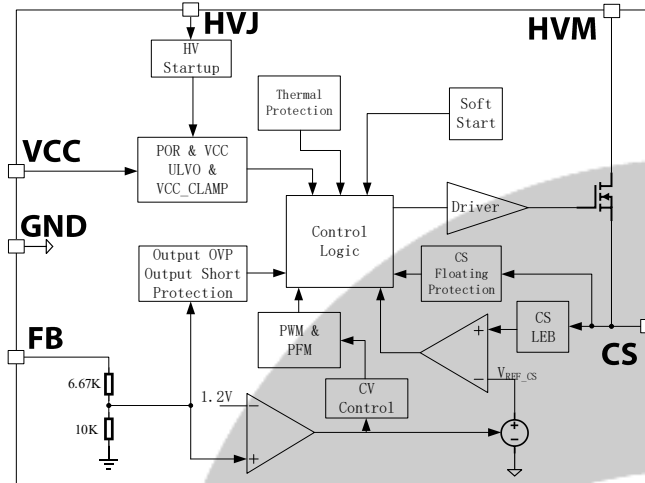 HVJ
HVM
HV
Startup
Thermal
Protection
Soft
Start
VCC
POR & VCC
ULVO &
VCC_CLAMP
Driver
GND
Control
Logic
Output OVP
Output Short
Protection
CS
Floating
Protection
FB
PWM &
PFM
+
CS
LEB
CS
6.67K
−
VREF_CS
1.2V
−
CV
Control
10K
+
+
−